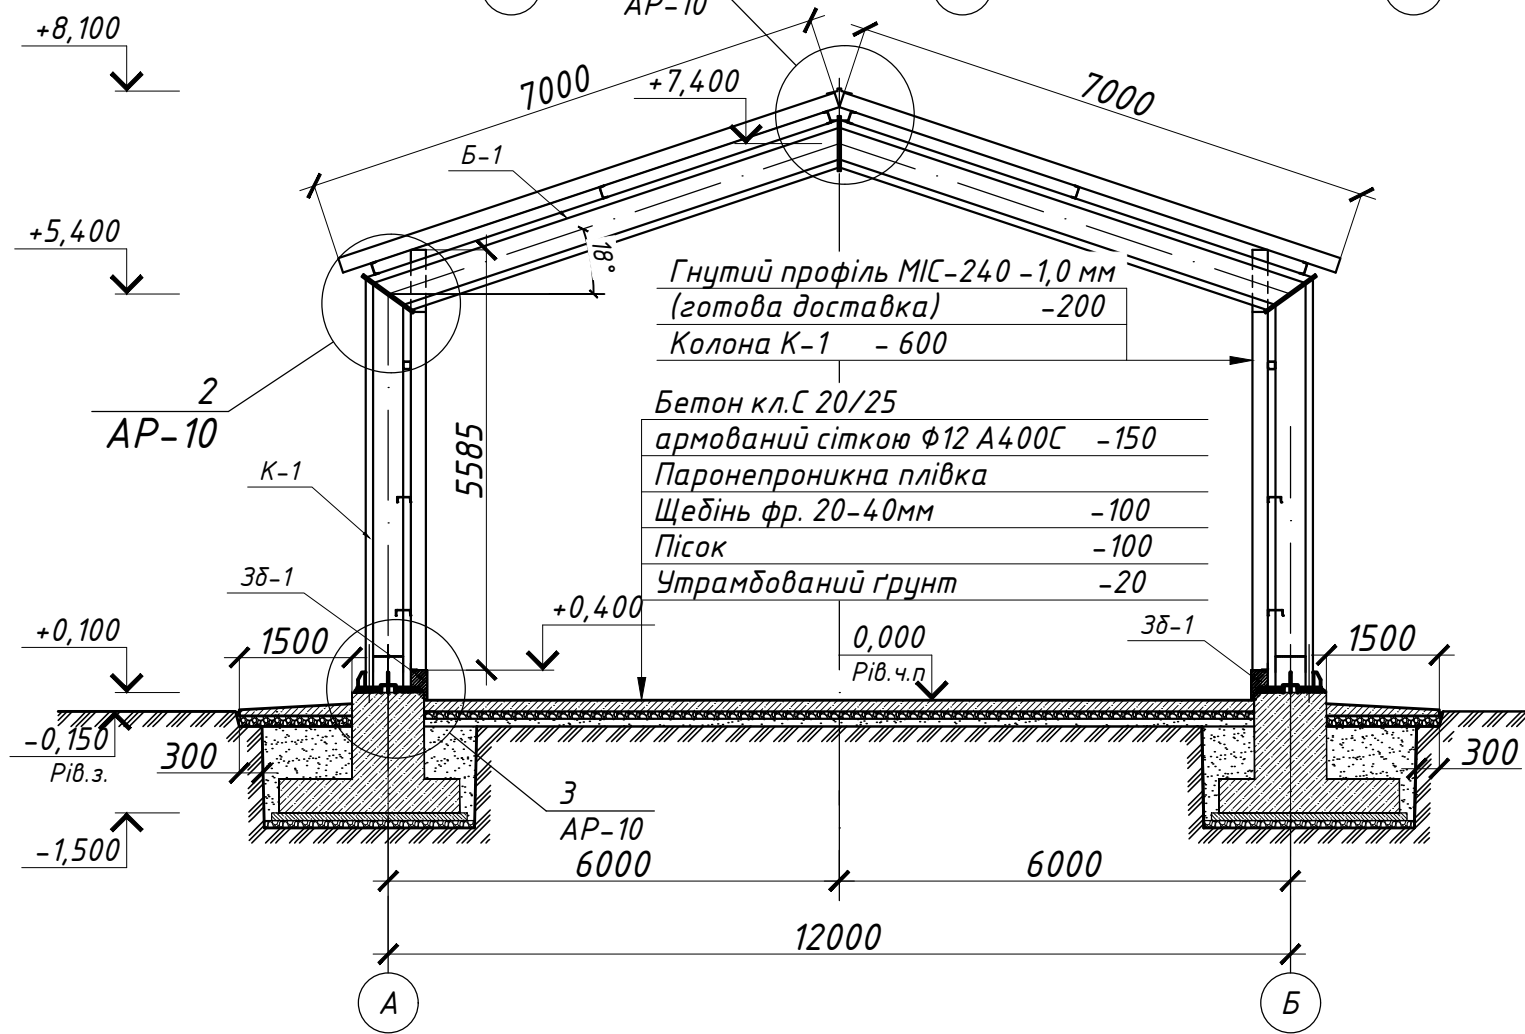 АР-10
+8,100
7000
+7,400
7000
Б-1
+5,400
18°
Гнутий профіль МІС-240 -1,0 мм
(готова доставка) -200
Колона К-1 - 600
2
АР-10
Бетон кл.С 20/25
армований сіткою Ф12 А400С -150
Паронепроникна плівка
Щебінь фр. 20-40мм -100
Пісок -100
Утрамбований ґрунт -20
5585
К-1
Зб-1
+0,400
+0,100
1500
0,000
Рів.ч.п
Зб-1
1500
-0,150
Рів.з.
300
300
3
АР-10
-1,500
6000
6000
12000
А
Б